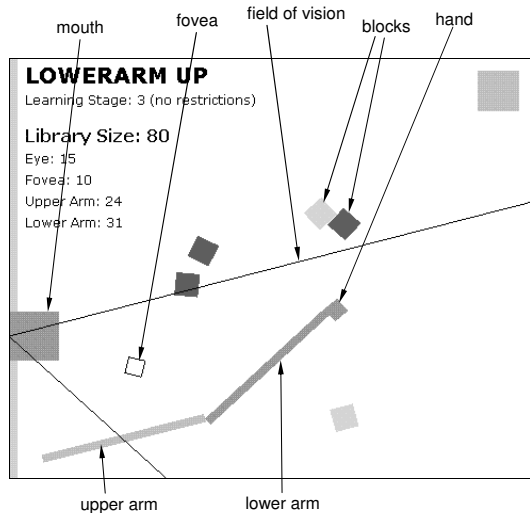 mouth
fovea
field of vision
blocks
hand
LOWERARM UP
Learning Stage: 3 (no restrictions)
Library Size: 80
Eye: 15
Fovea: 10
Upper Arm: 24
Lower Arm: 31
upper arm
lower arm